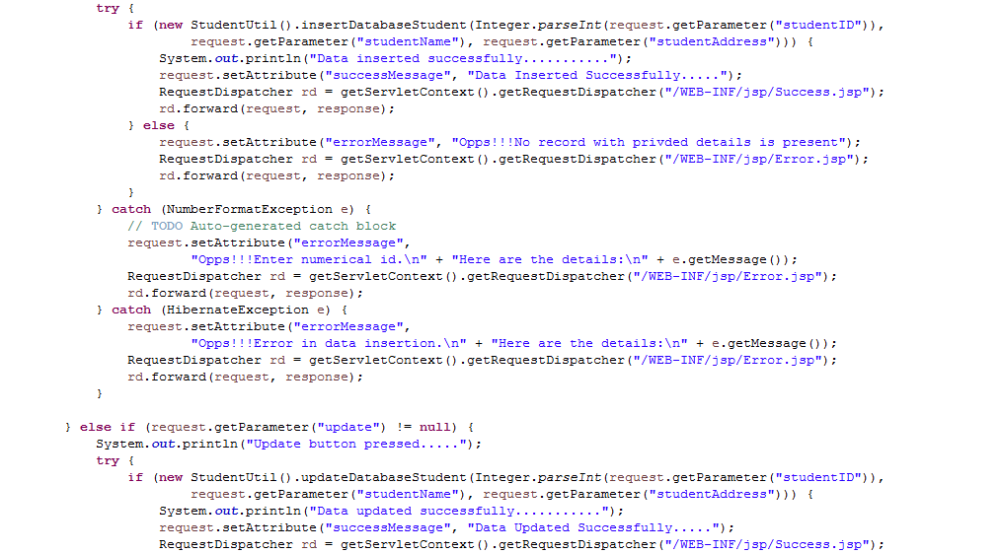 try {
if (new StudentUtil().insertDatabaseStudent(Integer.parseInt(request.getParameter("studentID")),
request.getParameter("studentName"), request.getParameter("studentAddress"))) {
System.out.println("Data inserted successfully...........");
request.setAttribute("successMessage", "Data Inserted Successfully.....");
RequestDispatcher rd = getServletContext().getRequestDispatcher("/WEB-INF/jsp/Success.jsp");
rd.forward(request, response);
} else {
request.setAttribute("errorMessage", "Opps!!!No record with privded details is present");
RequestDispatcher rd = getServletContext().getRequestDispatcher("/WEB-INF/jsp/Error.jsp");
rd.forward(request, response);
}
} catch (NumberFormatException e) {
// TODO Auto-generated catch block
request.setAttribute("errorMessage",
"Opps!!!Enter numerical id.\n" + "Here are the details:\n" + e.getMessage());
RequestDispatcher rd = getServletContext().getRequestDispatcher("/WEB-INF/jsp/Error.jsp");
rd.forward(request, response);
} catch (HibernateException e) {
request.setAttribute("errorMessage",
"Opps!!!Error in data insertion.\n" + "Here are the details:\n" + e.getMessage());
RequestDispatcher rd = getServletContext().getRequestDispatcher("/WEB-INF/jsp/Error.jsp");
rd.forward(request, response);
}
} else if (request.getParameter("update") != null) {
System.out.println("Update button pressed.....");
try {
if (new StudentUtil().updateDatabaseStudent(Integer.parseInt(request.getParameter("studentID")),
request.getParameter("studentName"), request.getParameter("studentAddress"))) {
System.out.println("Data updated successfully...........");
request.setAttribute("successMessage", "Data Updated Successfully.....");
RequestDispatcher rd = getServletContext().getRequestDispatcher("/WEB-INF/jsp/Success.jsp");